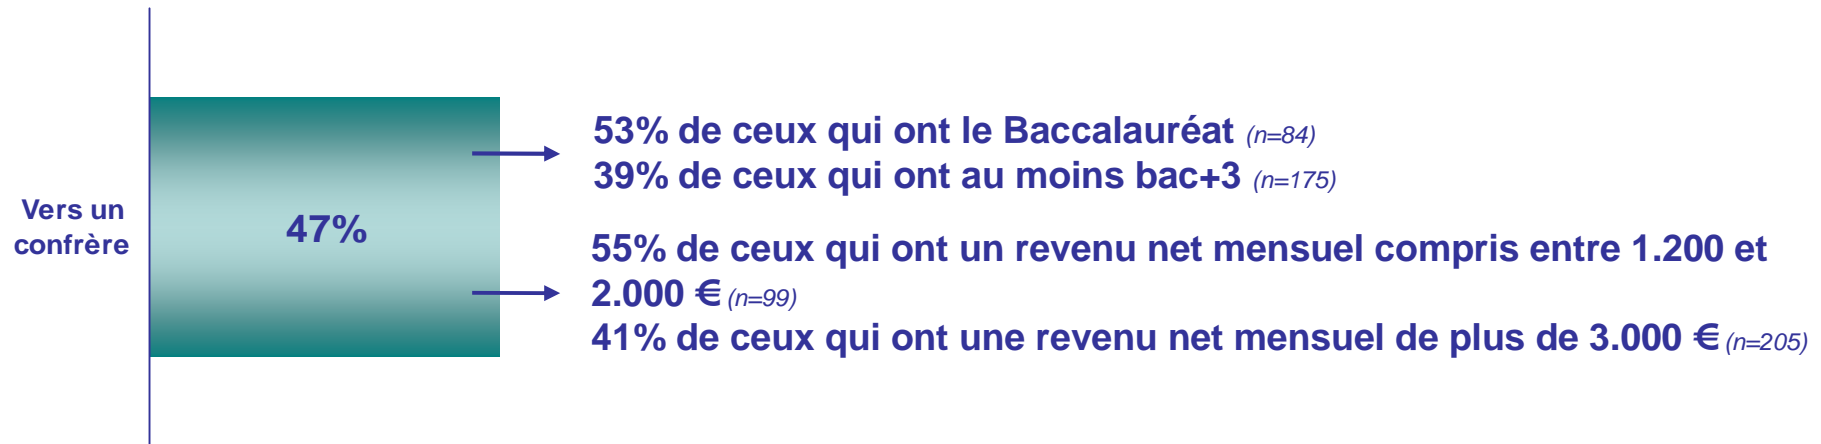 53% de ceux qui ont le Baccalauréat (n=84)
39% de ceux qui ont au moins bac+3 (n=175)
Vers un
confrère
47%
55% de ceux qui ont un revenu net mensuel compris entre 1.200 et
2.000 € (n=99)
41% de ceux qui ont une revenu net mensuel de plus de 3.000 € (n=205)